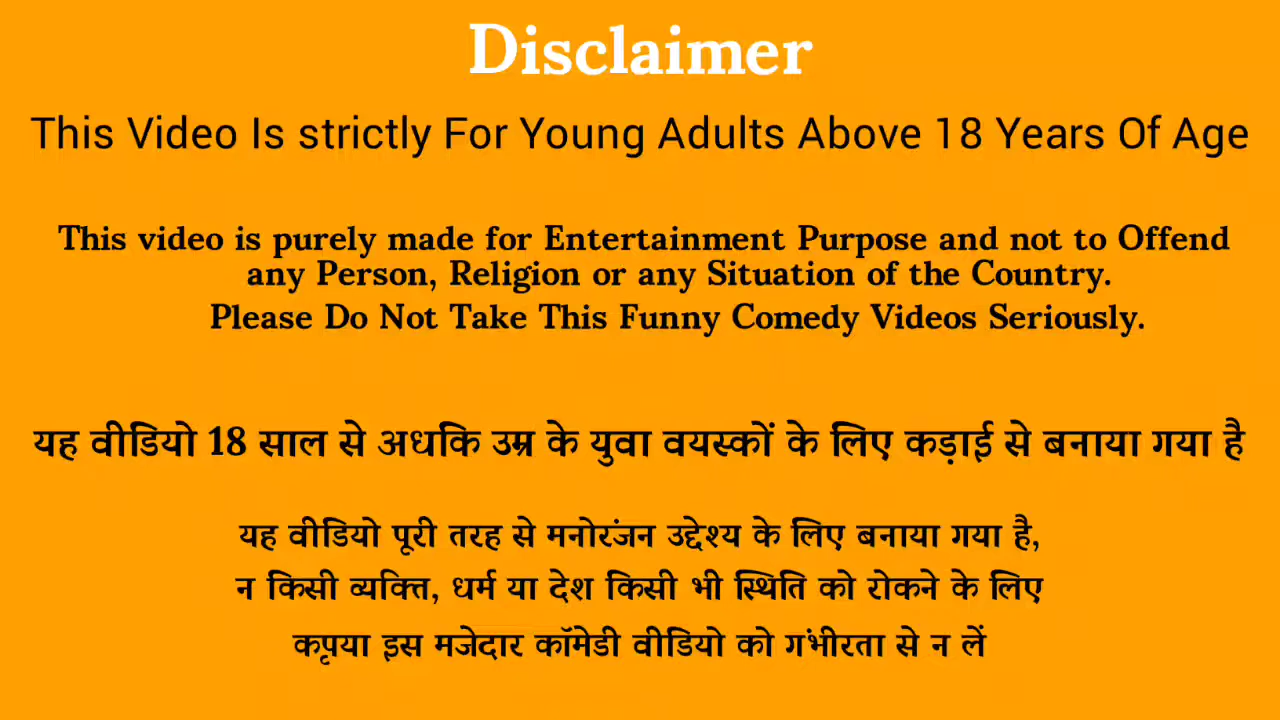 Disclaimer
This Video Is strictly For Young Adults Above 18 Years Of Age
This video is purely made for Entertainment Purpose and not to Offend
any Person, Religion or any Situation of the Country.
Please Do Not Take This Funny Comedy Videos Seriously.
यह वीडियो 18 साल से अधकि उम्र के युवा वयस्कों के लिए कड़ाई से बनाया गया है
यह वीडियो पूरी तरह से मनोरंजन उद्देश्य के लिए बनाया गया है,
न किसी व्यक्ति, धर्म या देश किसी भी स्थिति को रोकने के लिए
कृपया इस मजेदार कॉमेडी वीडियो को गंभीरता से न लें